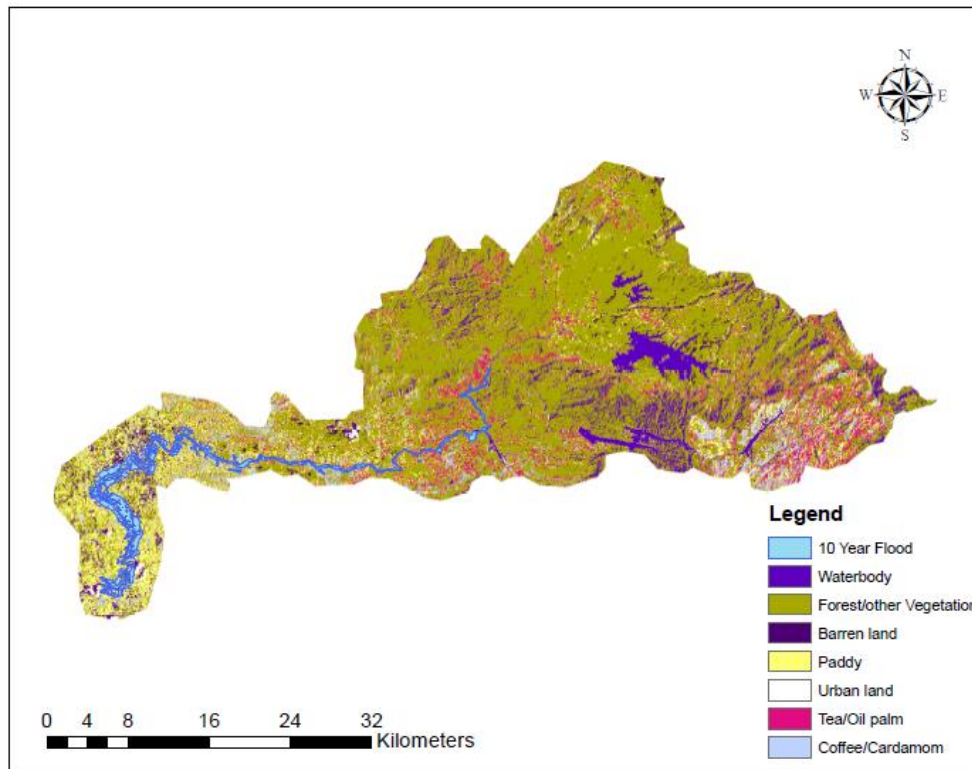 N
W E
S
Legend
10 Year Flood
Waterbody
Forest/other Vegetation
Barren land
Paddy
Urban land
Tea/Oil palm
Coffee/Cardamom
0 4 8 16 24 32
Kilometers